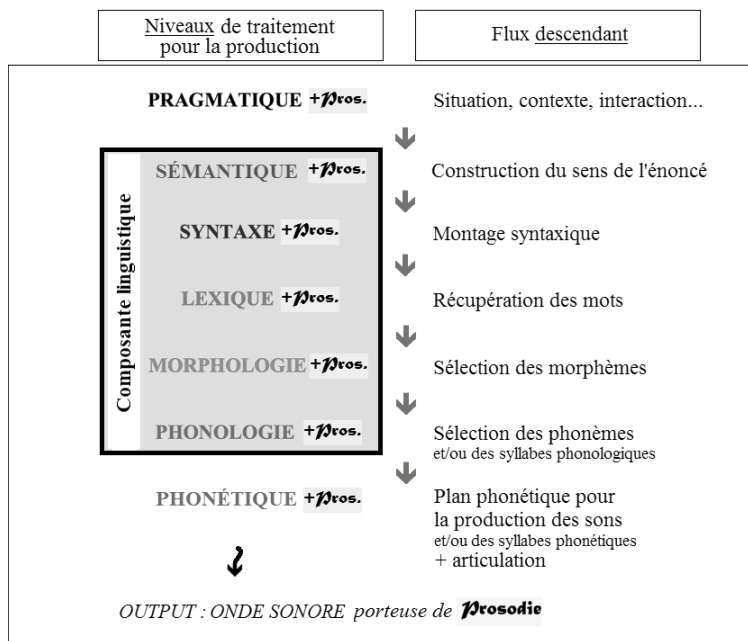 Niveaux de traitement
pour la production
Flux descendant
PRAGMATIQUE +Pros.
Situation, contexte, interaction...
Composante linguistique
SÉMANTIQUE +Pros.
Construction du sens de l'énoncé
SYNTAXE +Pros.
Montage syntaxique
LEXIQUE +Pros.
Récupération des mots
MORPHOLOGIE +Pros.
Sélection des morphèmes
PHONOLOGIE +Pros.
Sélection des phonèmes
et/ou des syllabes phonologiques
PHONÉTIQUE +Pros.
Plan phonétique pour
la production des sons
et/ou des syllabes phonétiques
+ articulation
OUTPUT : ONDE SONORE porteuse de Prosodie